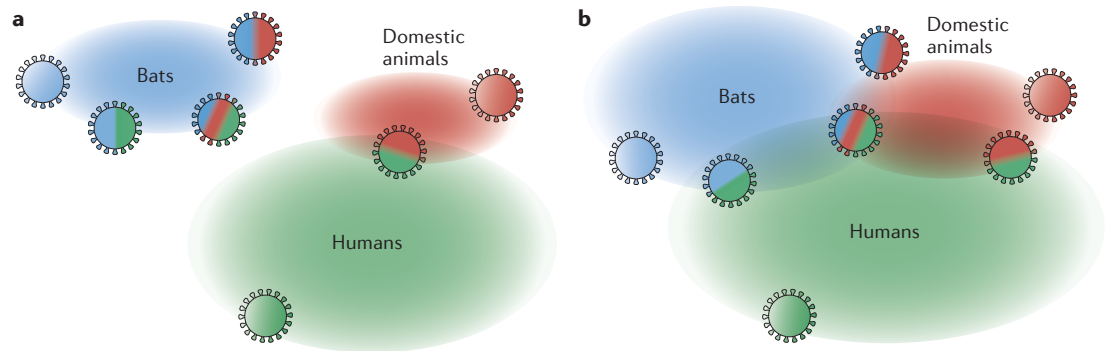 a
Bats
Domestic
animals
Humans
b
Bats
Domestic
animals
Humans